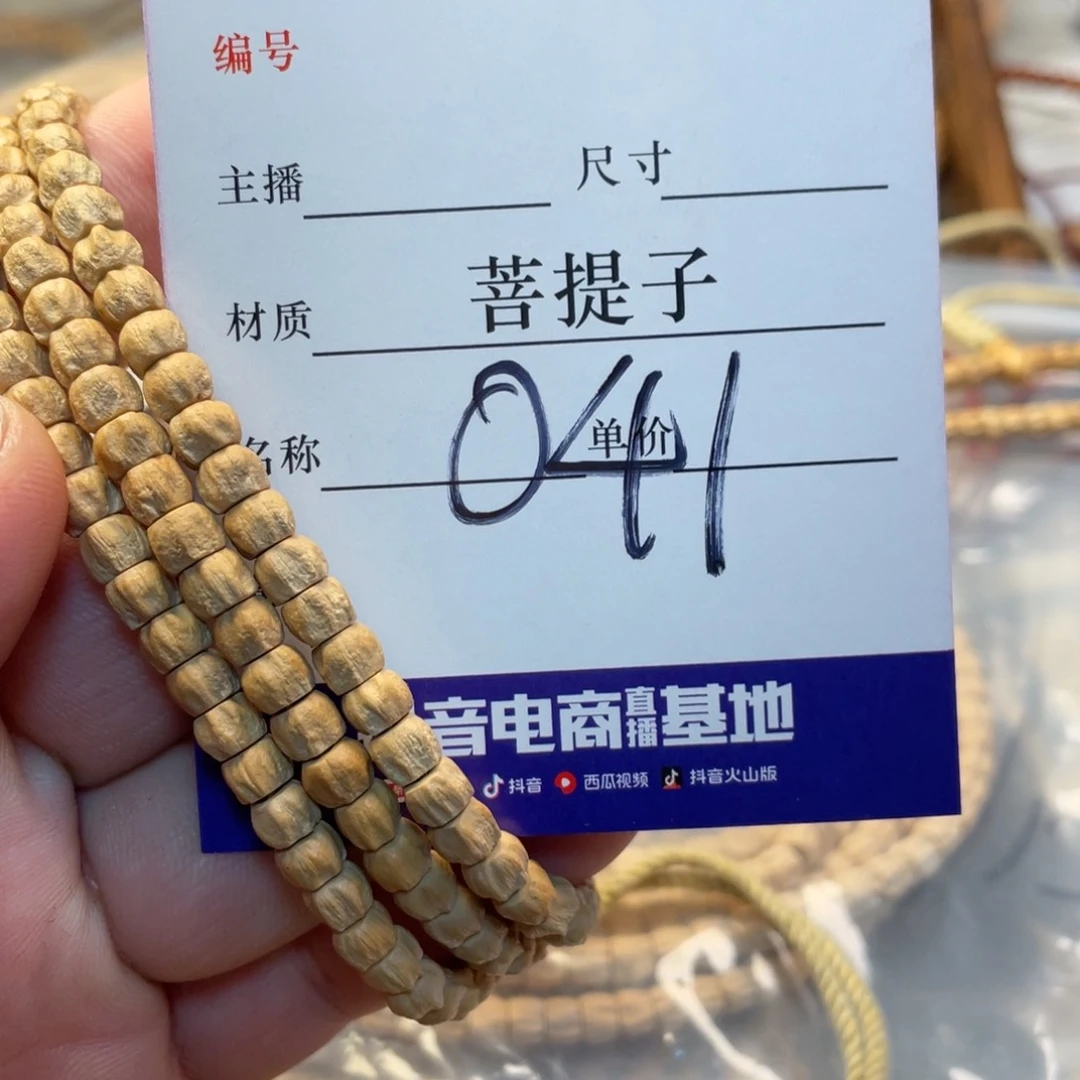 编号
主播 尺寸
材质 菩提子
名称 单价
041
音电商直播基地
抖音 西瓜视频 抖音火山版